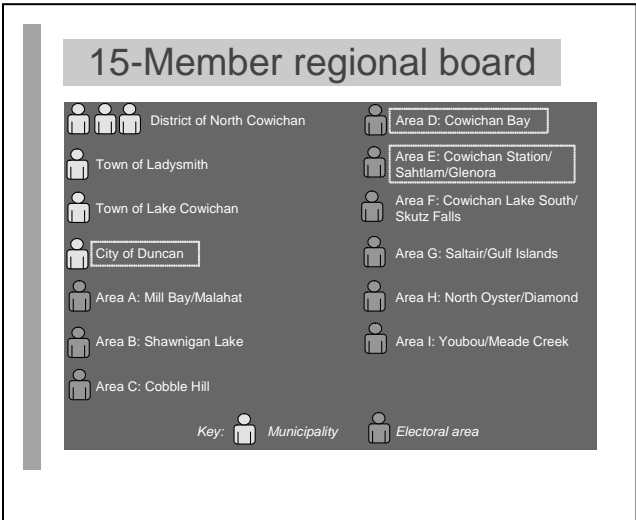 15-Member regional board
District of North Cowichan
Town of Ladysmith
Town of Lake Cowichan
City of Duncan
Area A: Mill Bay/Malahat
Area B: Shawnigan Lake
Area C: Cobble Hill
Area D: Cowichan Bay
Area E: Cowichan Station/
Sahtlam/Glenora
Area F: Cowichan Lake South/
Skutz Falls
Area G: Saltair/Gulf Islands
Area H: North Oyster/Diamond
Area I: Youbou/Meade Creek
Key: Municipality Electoral area